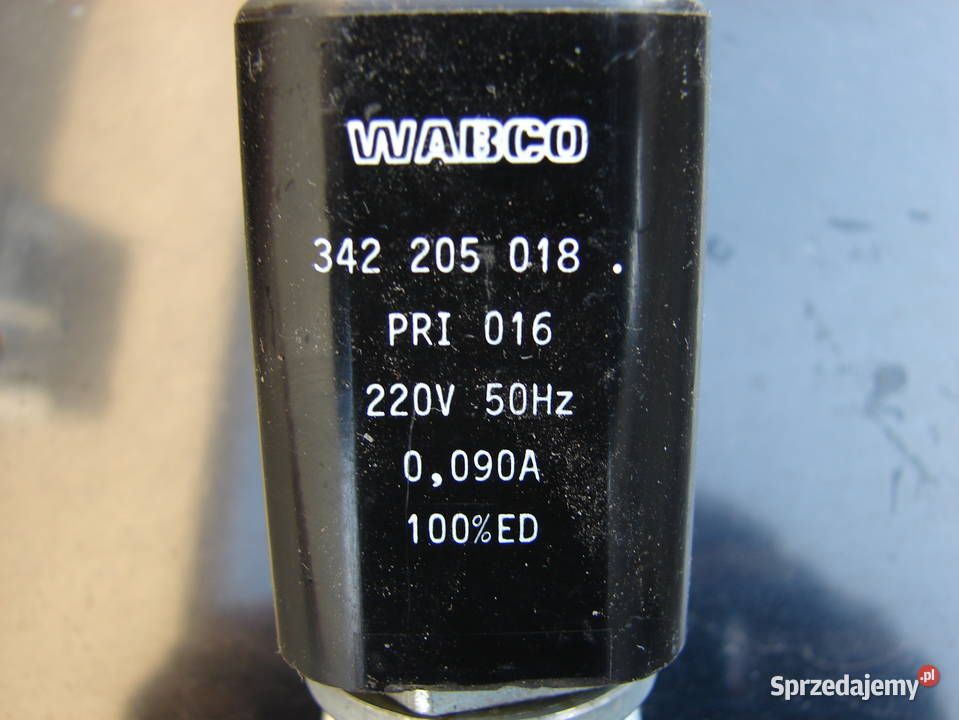 WABCO
342 205 018 .
PRI 016
220V 50Hz
0,090A
100%ED
Sprzedajemy.pl